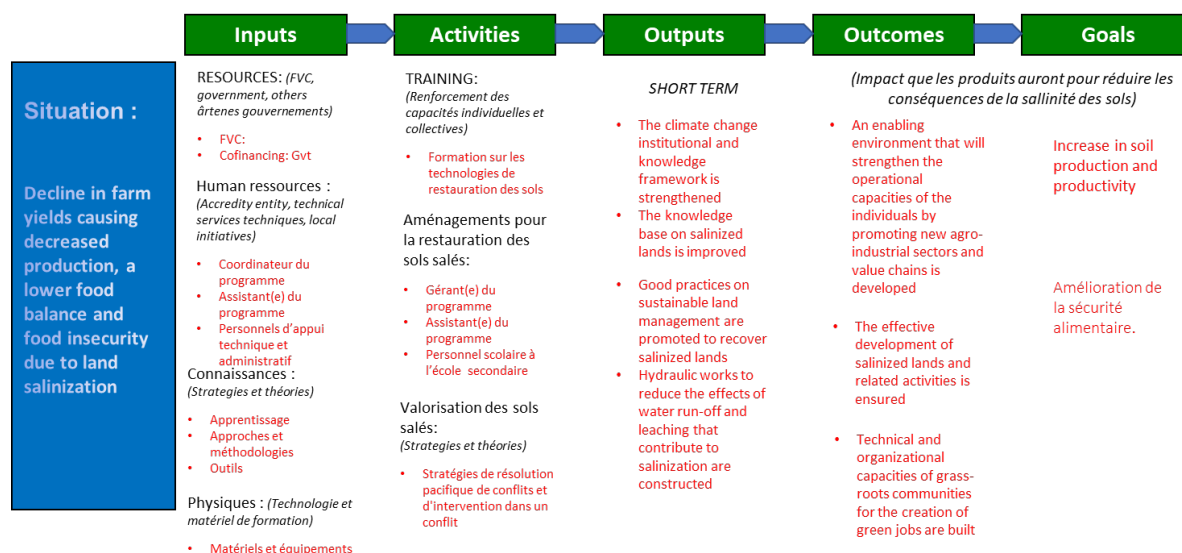 Inputs
Activities
Outputs
Outcomes
Goals
Situation :
Decline in farm
yields causing
decreased
production, a
lower food
balance and
food insecurity
due to land
salinization
RESOURCES: (FVC,
government, others
ârtenes gouvernements)
• FVC:
• Cofinancing: Gvt
Human ressources :
(Accredity entity, technical
services techniques, local
initiatives)
• Coordinateur du
programme
• Assistant(e) du
programme
• Personnels d'appui
technique et
administratif
Connaissances :
(Strategies et théories)
• Apprentissage
• Approches et
méthodologies
• Outils
Physiques : (Technologie et
matériel de formation)
• Matériels et équipements
TRAINING:
(Renforcement des
capacités individuelles et
collectives)
• Formation sur les
technologies de
restauration des sols
Aménagements pour
la restauration des
sols salés:
• Gérant(e) du
programme
• Assistant(e) du
programme
• Personnel scolaire à
l'école secondaire
Valorisation des sols
salés:
(Strategies et théories)
• Stratégies de résolution
pacifique de conflits et
d'intervention dans un
conflit
SHORT TERM
• The climate change
institutional and
knowledge
framework is
strengthened
• The knowledge
base on salinized
lands is improved
• Good practices on
sustainable land
management are
promoted to recover
salinized lands
• Hydraulic works to
reduce the effects of
water run-off and
leaching that
contribute to
salinization are
constructed
(Impact que les produits auront pour réduire les
conséquences de la sallinité des sols)
• An enabling
environment that will
strengthen the
operational
capacities of the
individuals by
promoting new agro-
industrial sectors and
value chains is
developed
• The effective
development of
salinized lands and
related activities is
ensured
• Technical and
organizational
capacities of grass-
roots communities
for the creation of
green jobs are built
Increase in soil
production and
productivity
Amélioration de
la sécurité
alimentaire.